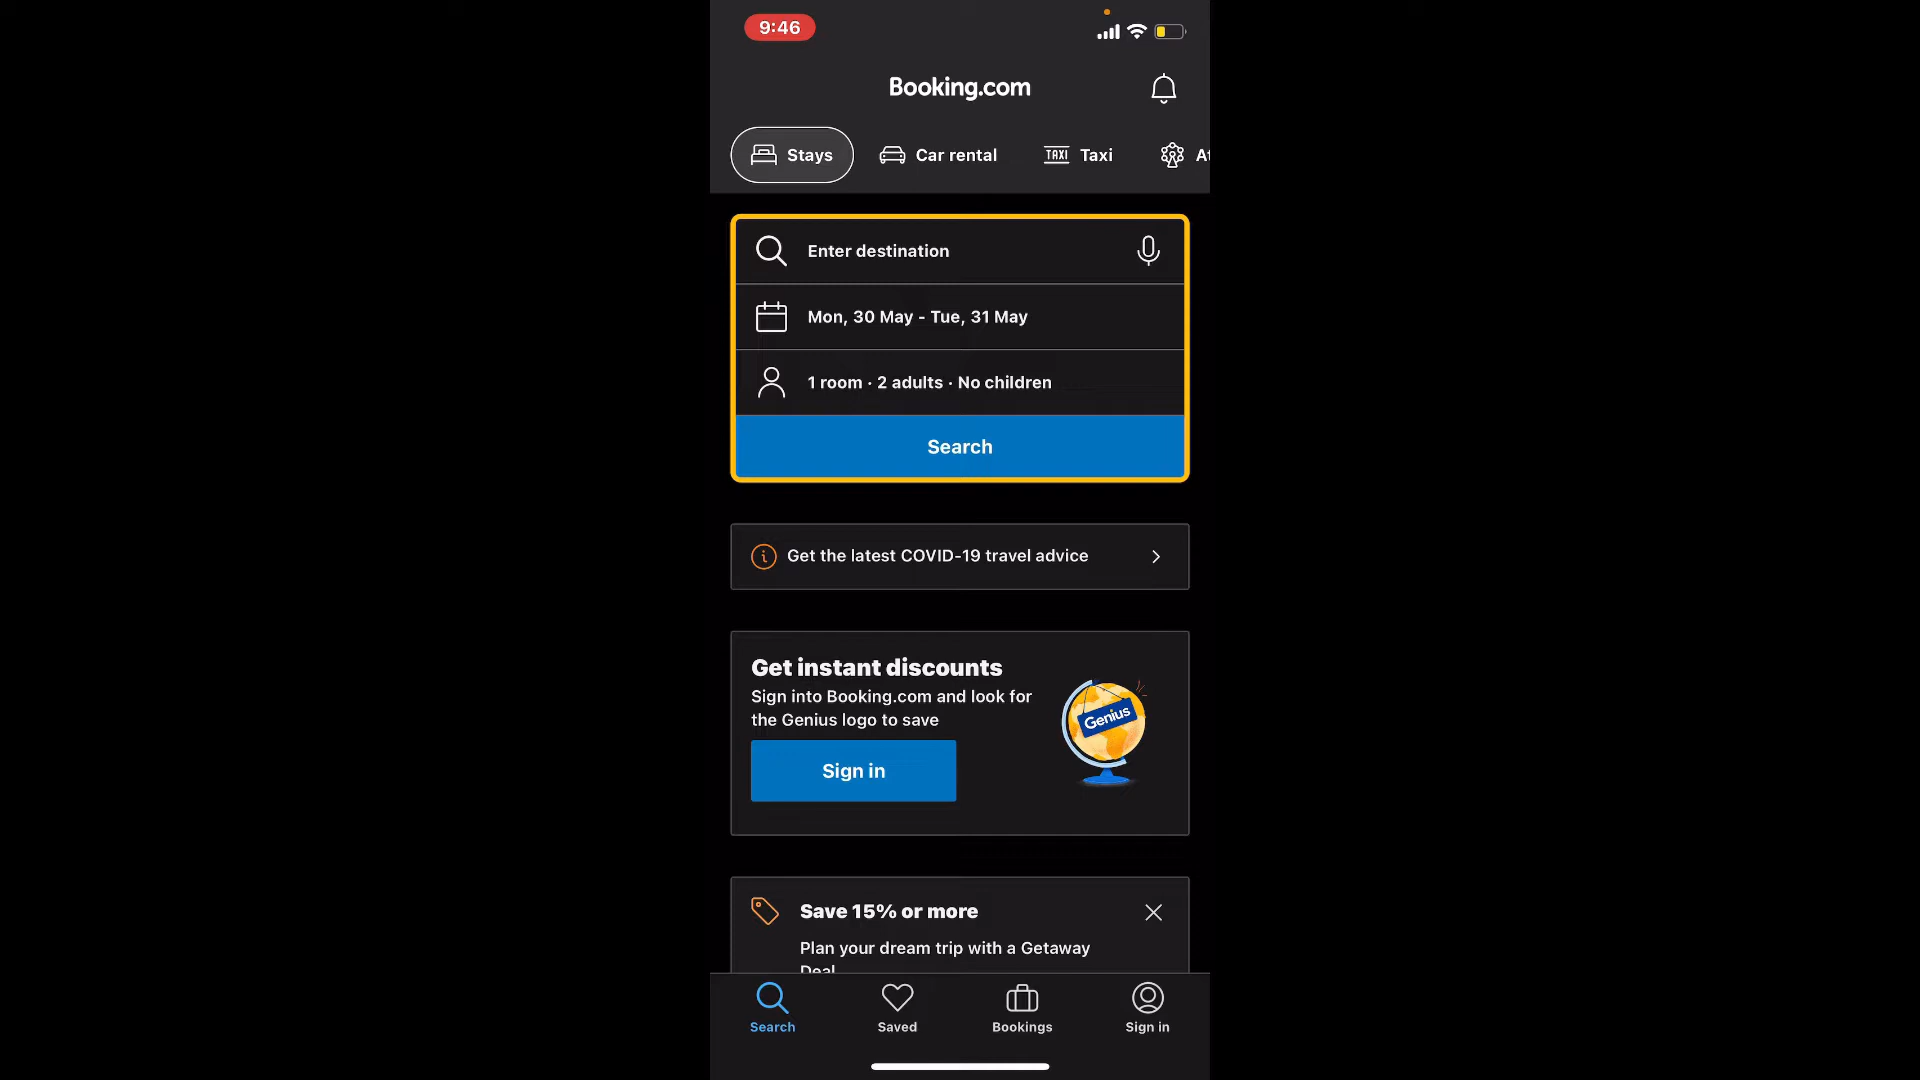 9:46
Booking.com
Stays
Car rental
TAXI Taxi
At
Enter destination
Mon, 30 May - Tue, 31 May
1 room · 2 adults · No children
Search
Get the latest COVID-19 travel advice
Get instant discounts
Sign into Booking.com and look for
the Genius logo to save
Genius
Sign in
Save 15% or more
Plan your dream trip with a Getaway
Deal
Search
Saved
Bookings
Sign in